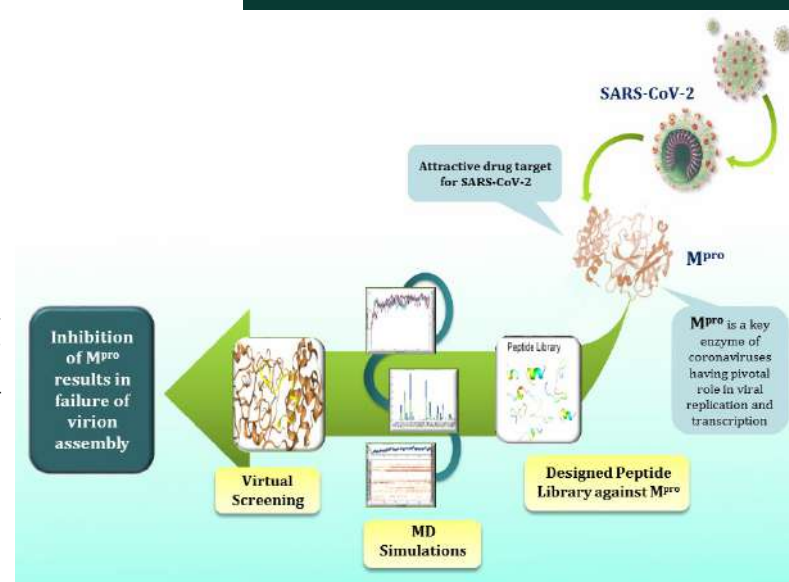 SARS-CoV-2
Attractive drug target
for SARS-CoV-2
Mpro
Mpro is a key
enzyme of
coronaviruses
having pivotal
role in viral
replication and
transcription
Peptide Library
Inhibition
of Mpro
results in
failure of
virion
assembly
Virtual
Screening
MD
Simulations
Designed Peptide
Library against Mpro